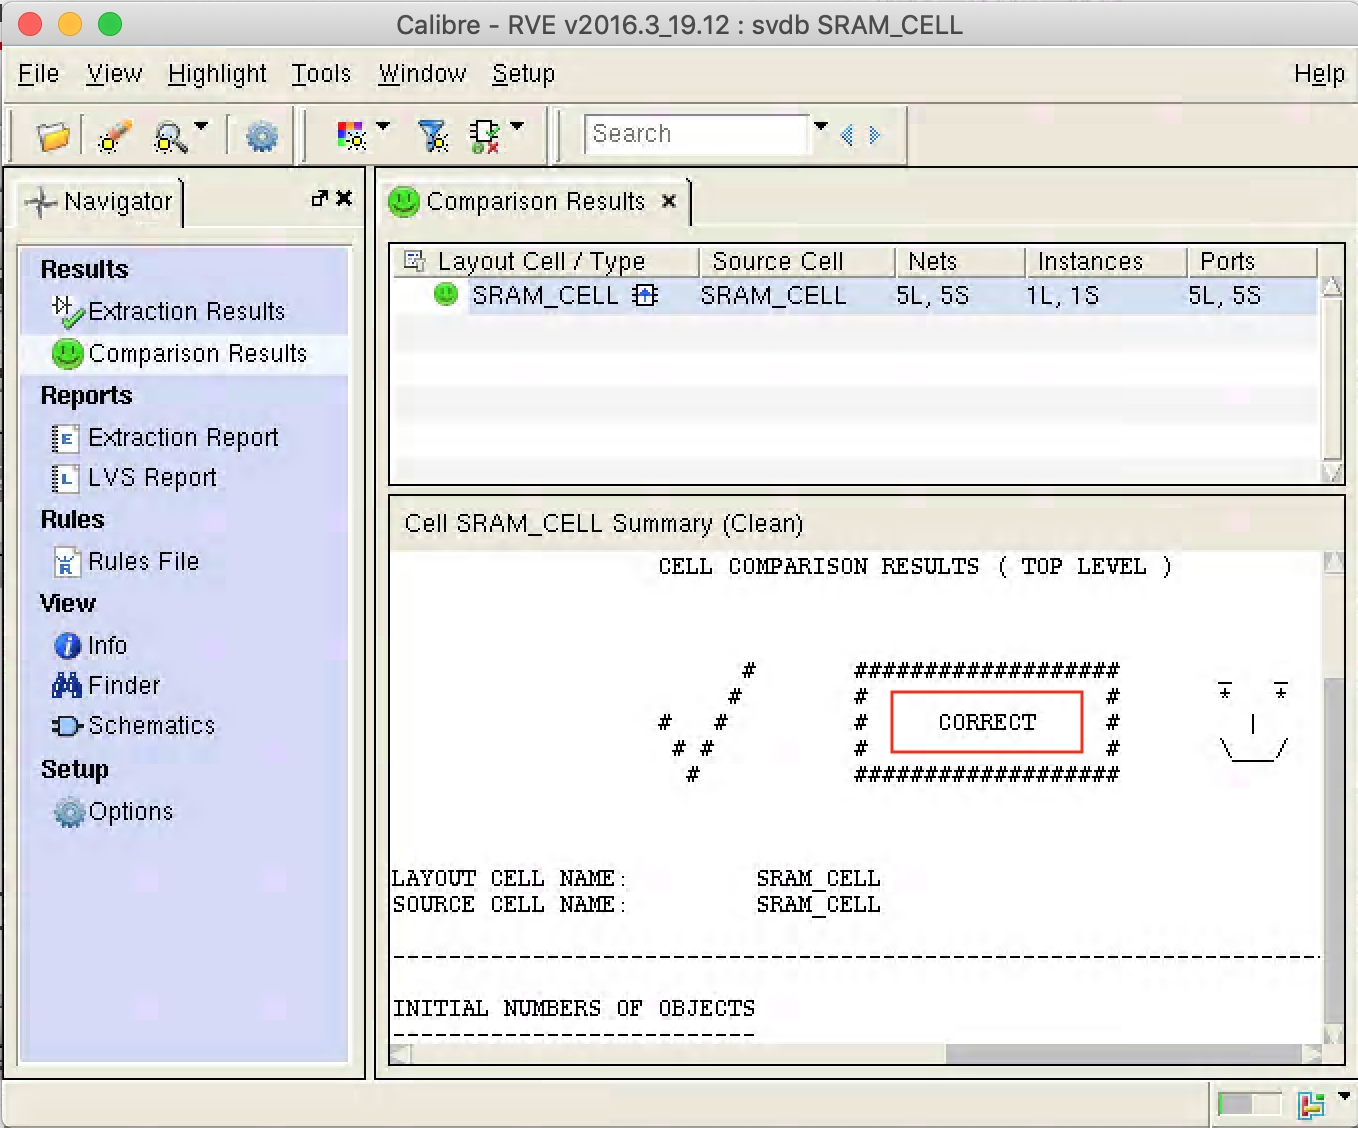 Calibre - RVE v2016.3_19.12 : svdb SRAM_CELL
File View Highlight Tools Window Setup Help
Search
Navigator
Comparison Results
Results
Extraction Results
Comparison Results
Reports
Extraction Report
LVS Report
Rules
Rules File
View
Info
Finder
Schematics
Setup
Options
Layout Cell / Type Source Cell Nets Instances Ports
SRAM_CELL SRAM_CELL 5L, 5S 1L, 1S 5L, 5S
Cell SRAM_CELL Summary (Clean)
CELL COMPARISON RESULTS ( TOP LEVEL )
# ################### _ _
# # # * *
# # # CORRECT # |
# # # # \___/
# ###################
LAYOUT CELL NAME: SRAM_CELL
SOURCE CELL NAME: SRAM_CELL
INITIAL NUMBERS OF OBJECTS